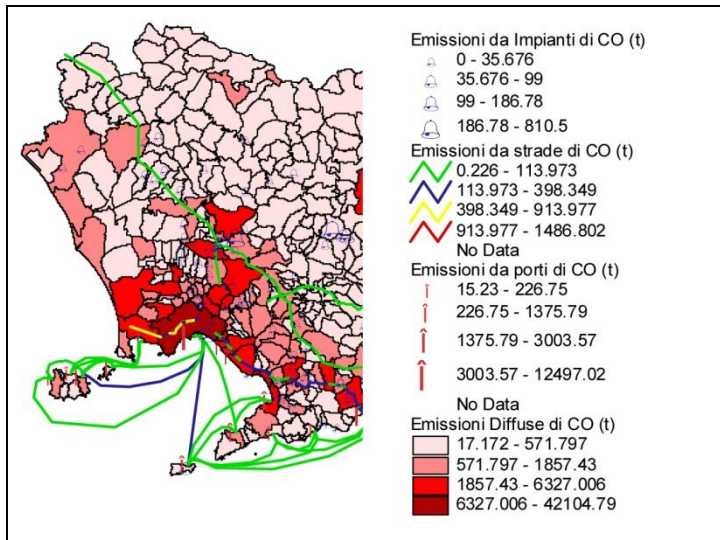 Emissioni da Impianti di CO (t)
0 - 35.676
35.676 - 99
99 - 186.78
186.78 - 810.5
Emissioni da strade di CO (t)
0.226 - 113.973
113.973 - 398.349
398.349 - 913.977
913.977 - 1486.802
No Data
Emissioni da porti di CO (t)
15.23 - 226.75
226.75 - 1375.79
1375.79 - 3003.57
3003.57 - 12497.02
No Data
Emissioni Diffuse di CO (t)
17.172 - 571.797
571.797 - 1857.43
1857.43 - 6327.006
6327.006 - 42104.79